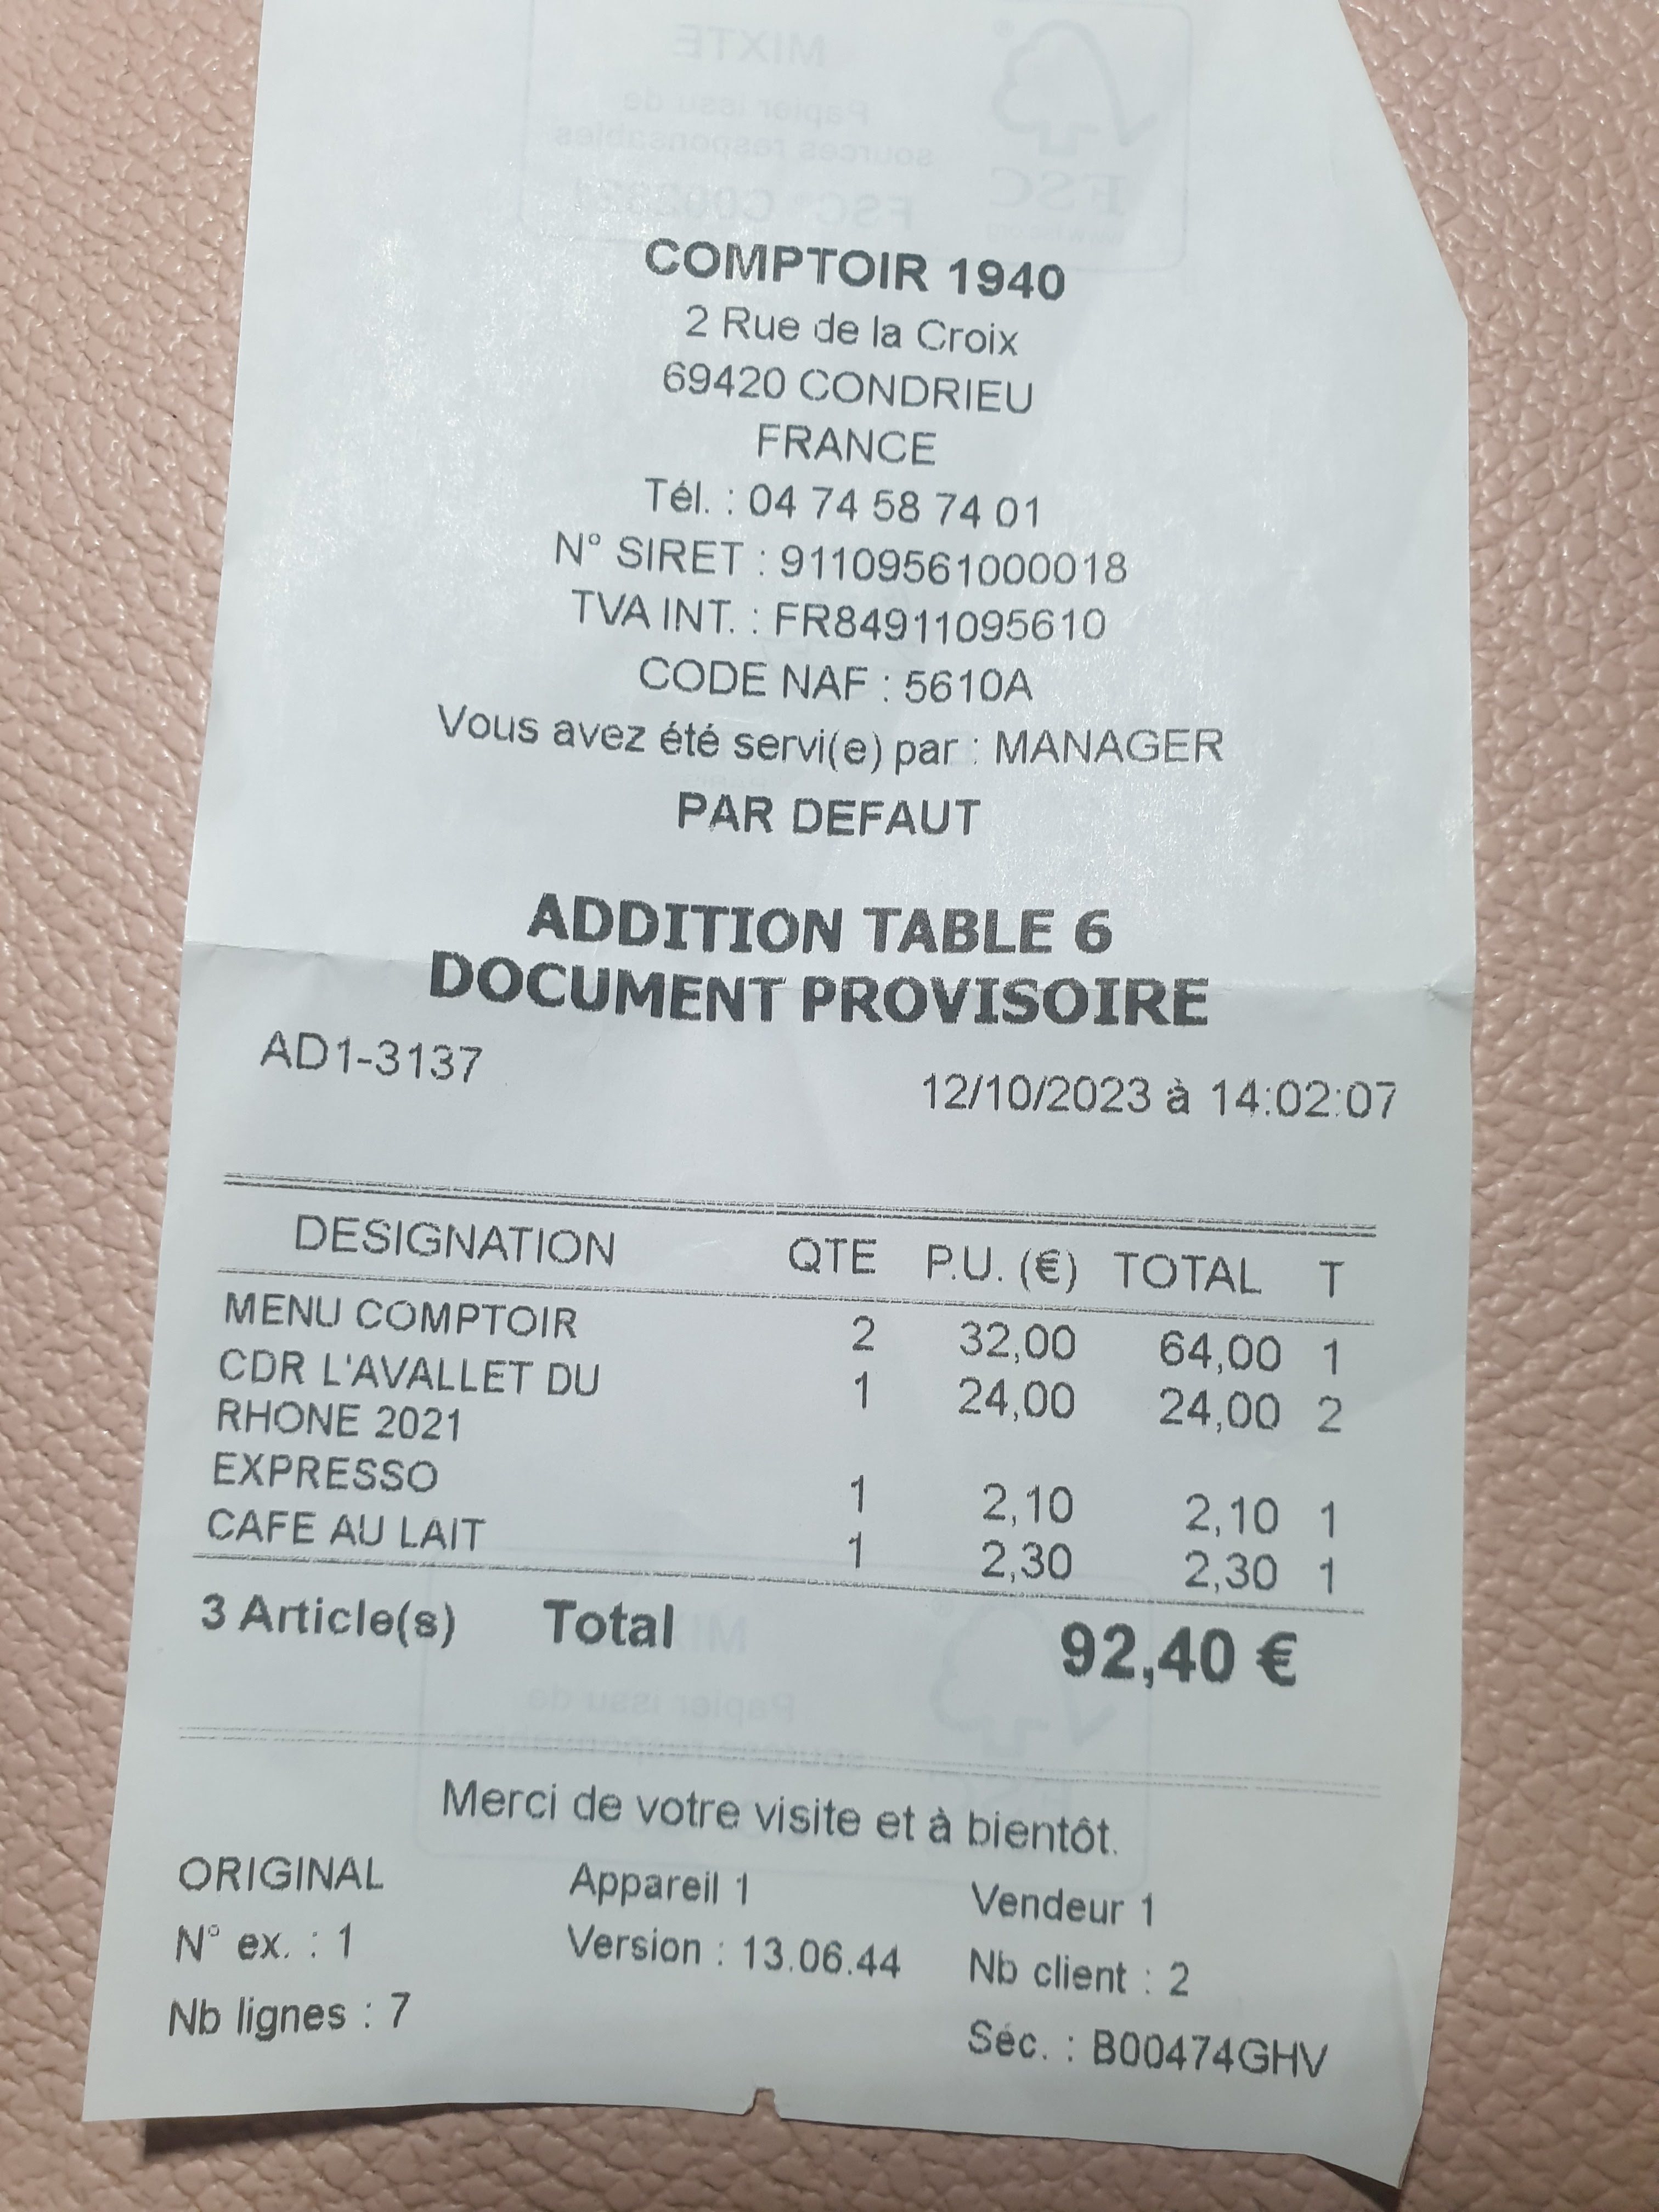 COMPTOIR 1940
2 Rue de la Croix
69420 CONDRIEU
FRANCE
Tél. : 04 74 58 74 01
N° SIRET : 91109561000018
TVA INT. : FR84911095610
CODE NAF : 5610A
Vous avez été servi(e) par : MANAGER
PAR DEFAUT
ADDITION TABLE 6
DOCUMENT PROVISOIRE
AD1-3137 12/10/2023 à 14:02:07
DESIGNATION QTE P.U. (€) TOTAL T
MENU COMPTOIR 2 32,00 64,00 1
CDR L'AVALLET DU 1 24,00 24,00 2
RHONE 2021
EXPRESSO 1 2,10 2,10 1
CAFE AU LAIT 1 2,30 2,30 1
3 Article(s) Total 92,40 €
Merci de votre visite et à bientôt.
ORIGINAL Appareil 1 Vendeur 1
N° ex. : 1 Version : 13.06.44 Nb client : 2
Nb lignes : 7 Séc. : B00474GHV